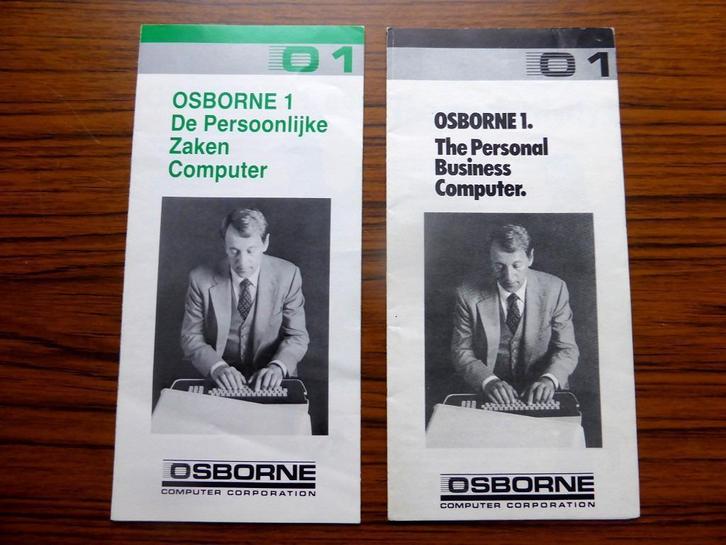 O 1
OSBORNE 1
De Persoonlijke
Zaken
Computer
OSBORNE
COMPUTER CORPORATION
O 1
OSBORNE 1.
The Personal
Business
Computer.
OSBORNE
COMPUTER CORPORATION